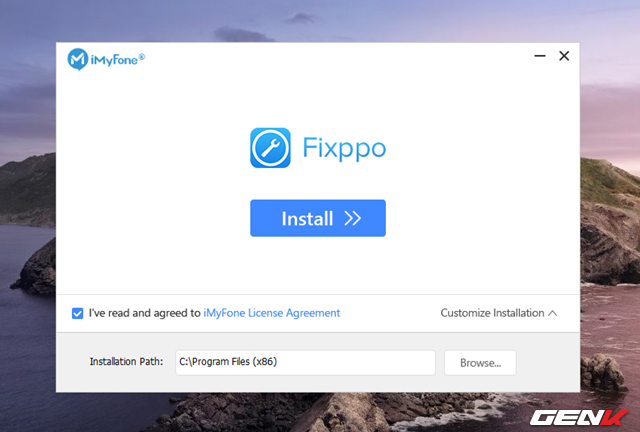 iMyFone®
Fixppo
Install
I've read and agreed to iMyFone License Agreement
Customize Installation
Installation Path:
C:\Program Files (x86)
Browse...
GENK